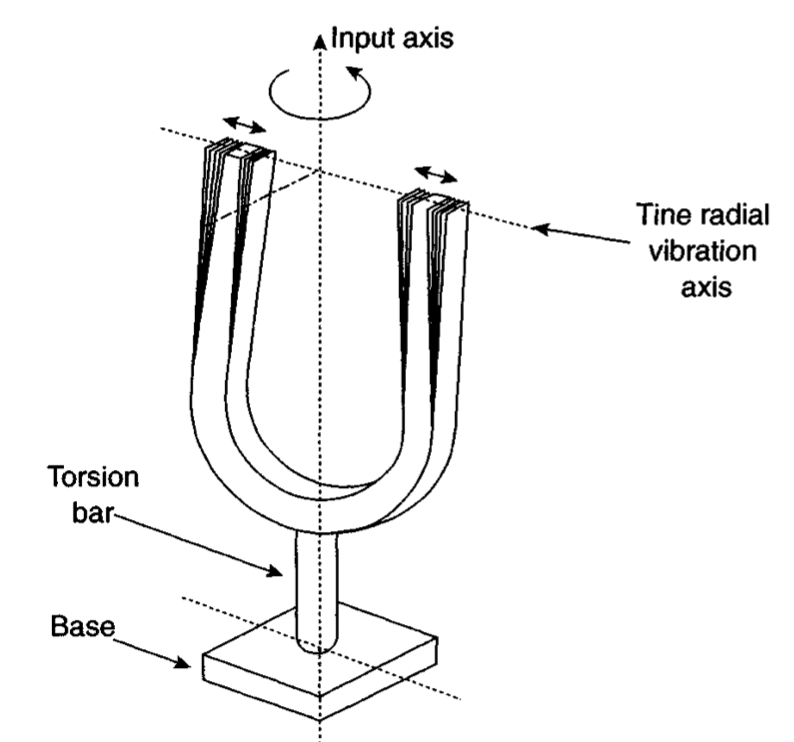 Input axis
Tine radial
vibration
axis
Torsion
bar
Base